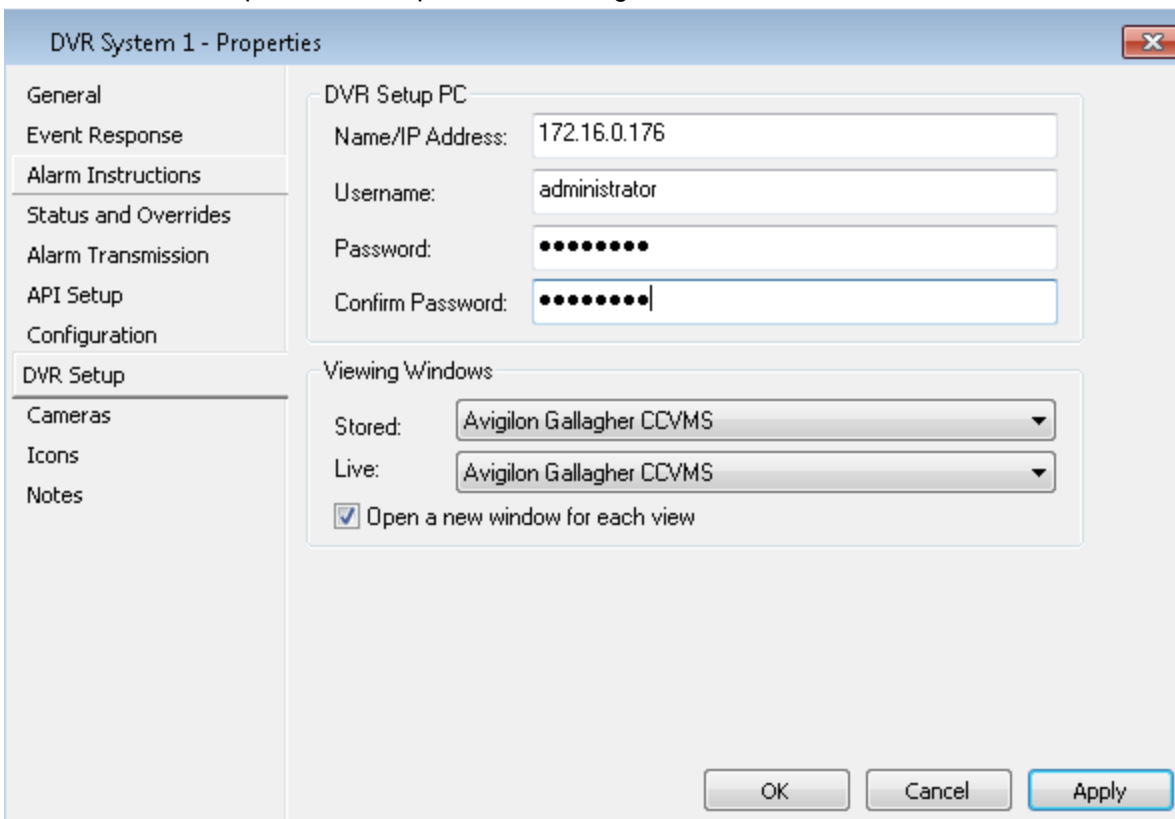 DVR System 1 - Properties
General
Event Response
Alarm Instructions
Status and Overrides
Alarm Transmission
API Setup
Configuration
DVR Setup
Cameras
Icons
Notes
DVR Setup PC
Name/IP Address: 172.16.0.176
Username: administrator
Password: ●●●●●●●●
Confirm Password: ●●●●●●●●
Viewing Windows
Stored: Avigilon Gallagher CCVMS
Live: Avigilon Gallagher CCVMS
Open a new window for each view
OK Cancel Apply